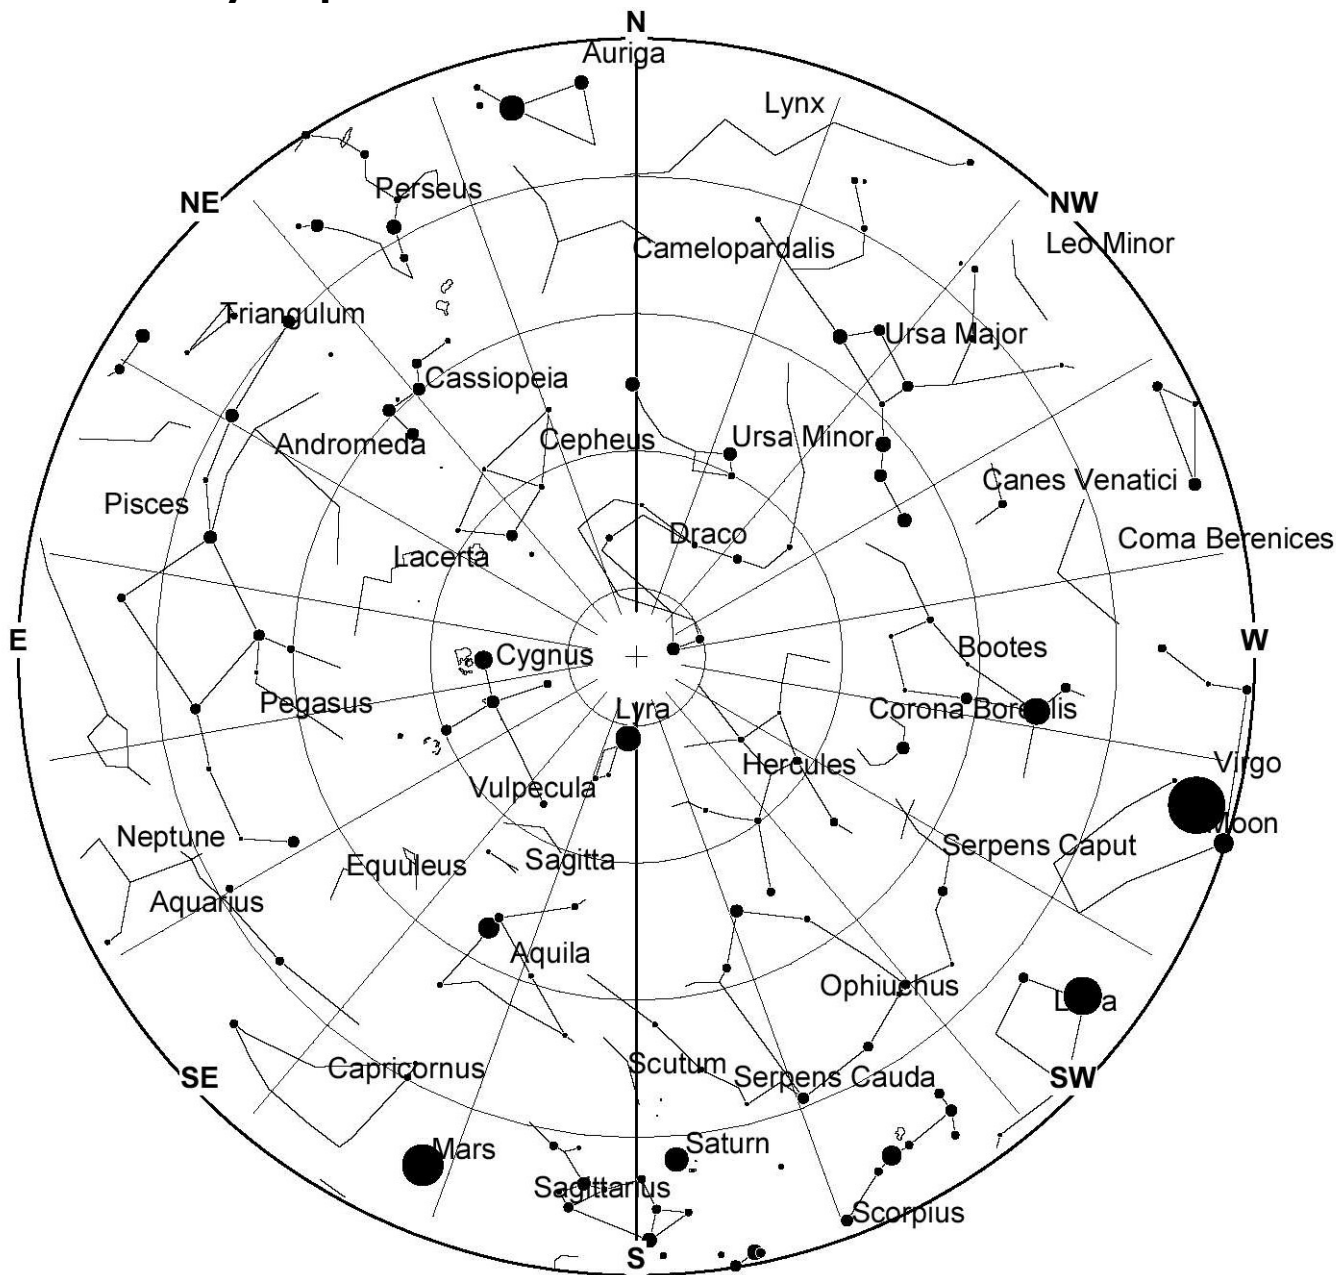 N
Auriga
Lynx
Perseus
NE
NW
Leo Minor
Camelopardalis
Triangulum
Ursa Major
Cassiopeia
Andromeda
Cepheus
Ursa Minor
Canes Venatici
Pisces
Draco
Coma Berenices
Lacerta
E
W
Cygnus
Bootes
Pegasus
Lyra
Corona Borealis
Hercules
Virgo
Vulpecula
Moon
Neptune
Equuleus
Sagitta
Serpens Caput
Aquarius
Aquila
Ophiuchus
SE
Capricornus
Scutum
Serpens Cauda
SW
Mars
Saturn
Sagittarius
Scorpius
S